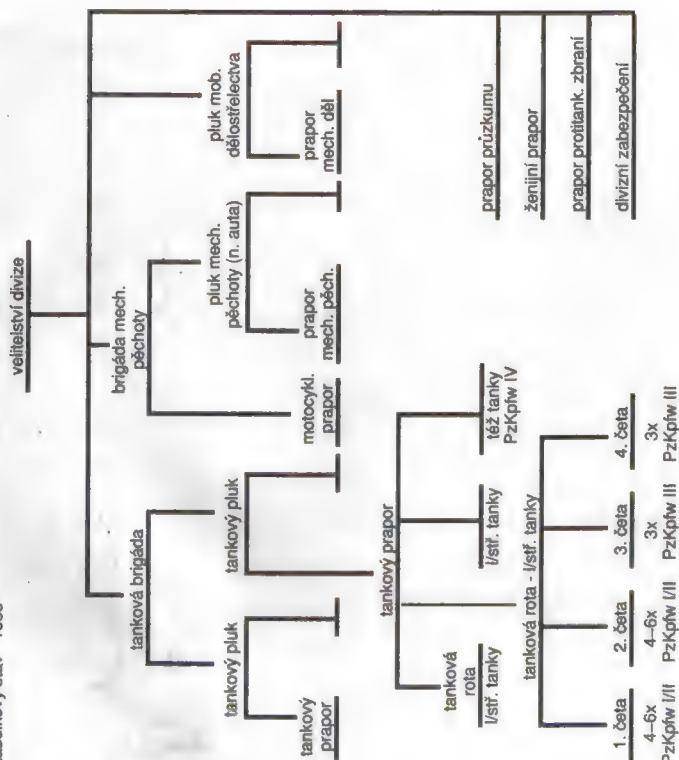 velitelství divize
tanková brigáda
brigáda mech.
pěchoty
pluk mob.
dělostřelectva
tankový pluk
tankový pluk
motocykl.
prapor
pluk mech.
pěchoty (n. auta)
prapor
mech. děl
tankový
prapor
prapor
mech. pěch.
prapor průzkumu
ženijní prapor
prapor protitank. zbraní
divizní zabezpečení
tankový prapor
tanková
rota
l/stř. tanky
l/stř. tanky
též tanky
PzKpfw IV
tanková rota - l/stř. tanky
1. četa
4–6x
PzKpfw I/II
2. četa
4–6x
PzKpfw I/II
3. četa
3x
PzKpfw III
4. četa
3x
PzKpfw III